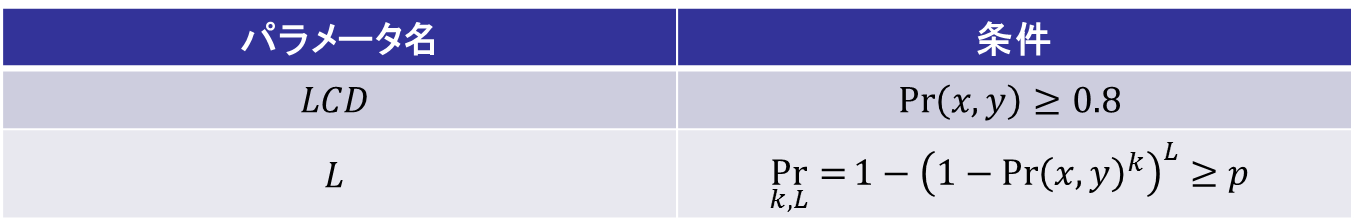 パラメータ名 条件
LCD Pr(x, y) ≥ 0.8
L Pr_{k,L} = 1 − (1 − Pr(x, y)^k)^L ≥ p